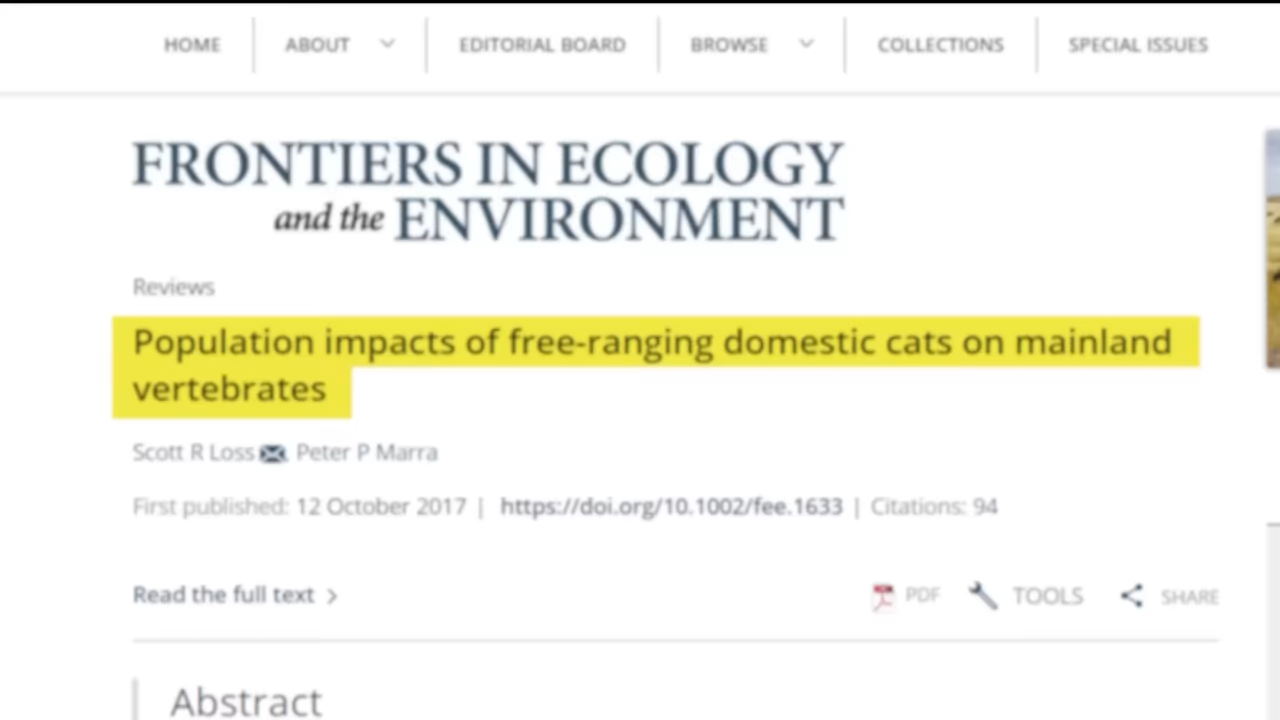 HOME ABOUT EDITORIAL BOARD BROWSE COLLECTIONS SPECIAL ISSUES
FRONTIERS IN ECOLOGY
and the ENVIRONMENT
Reviews
Population impacts of free-ranging domestic cats on mainland
vertebrates
Scott R Loss, Peter P Marra
First published: 12 October 2017 | https://doi.org/10.1002/fee.1633 | Citations: 94
Read the full text PDF TOOLS SHARE
Abstract